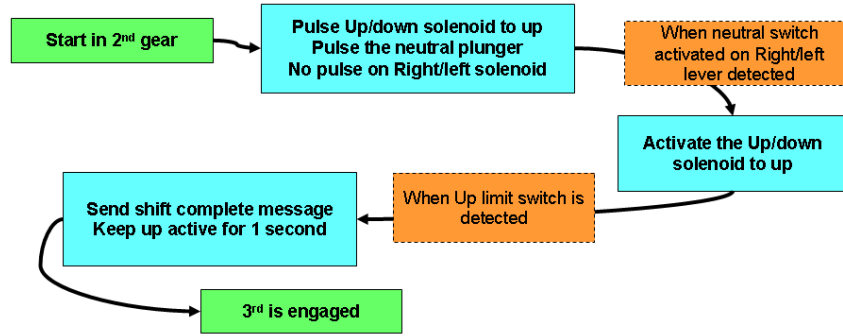 Start in 2nd gear
Pulse Up/down solenoid to up
Pulse the neutral plunger
No pulse on Right/left solenoid
When neutral switch
activated on Right/left
lever detected
Activate the Up/down
solenoid to up
When Up limit switch is
detected
Send shift complete message
Keep up active for 1 second
3rd is engaged